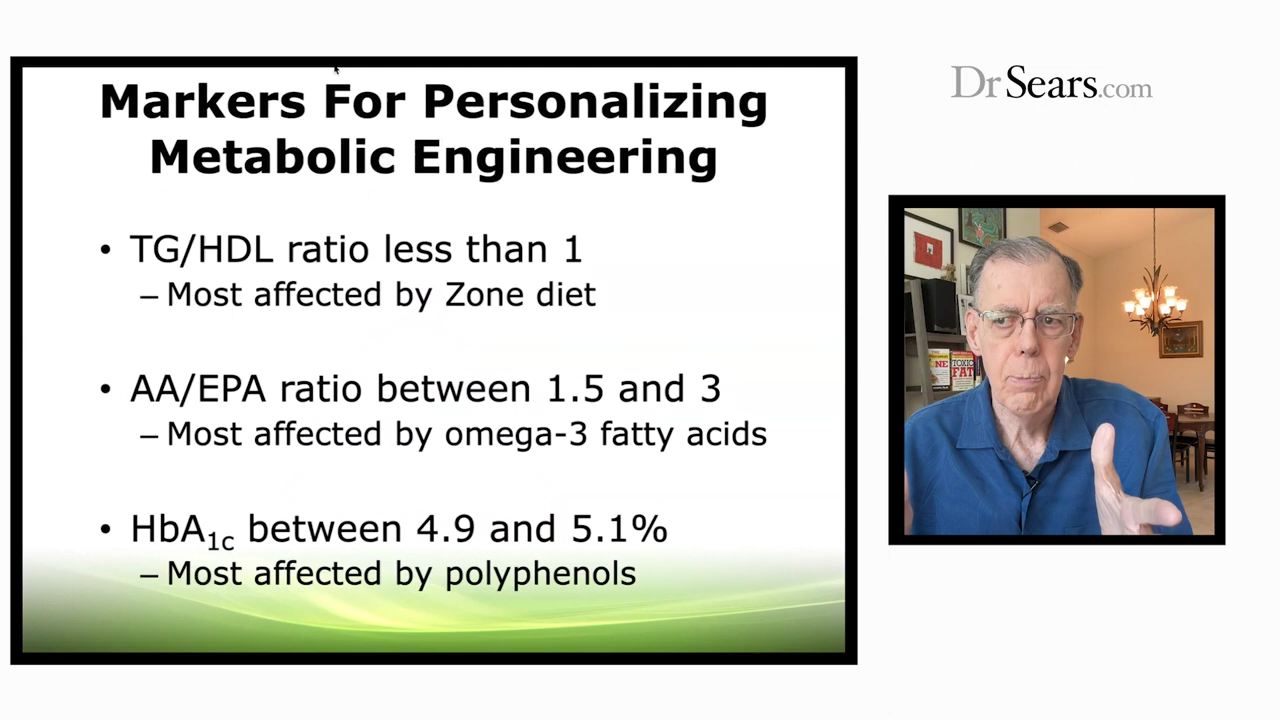 Markers For Personalizing
Metabolic Engineering
• TG/HDL ratio less than 1
– Most affected by Zone diet
• AA/EPA ratio between 1.5 and 3
– Most affected by omega-3 fatty acids
• HbA1c between 4.9 and 5.1%
– Most affected by polyphenols
DrSears.com
TOXIC
FAT